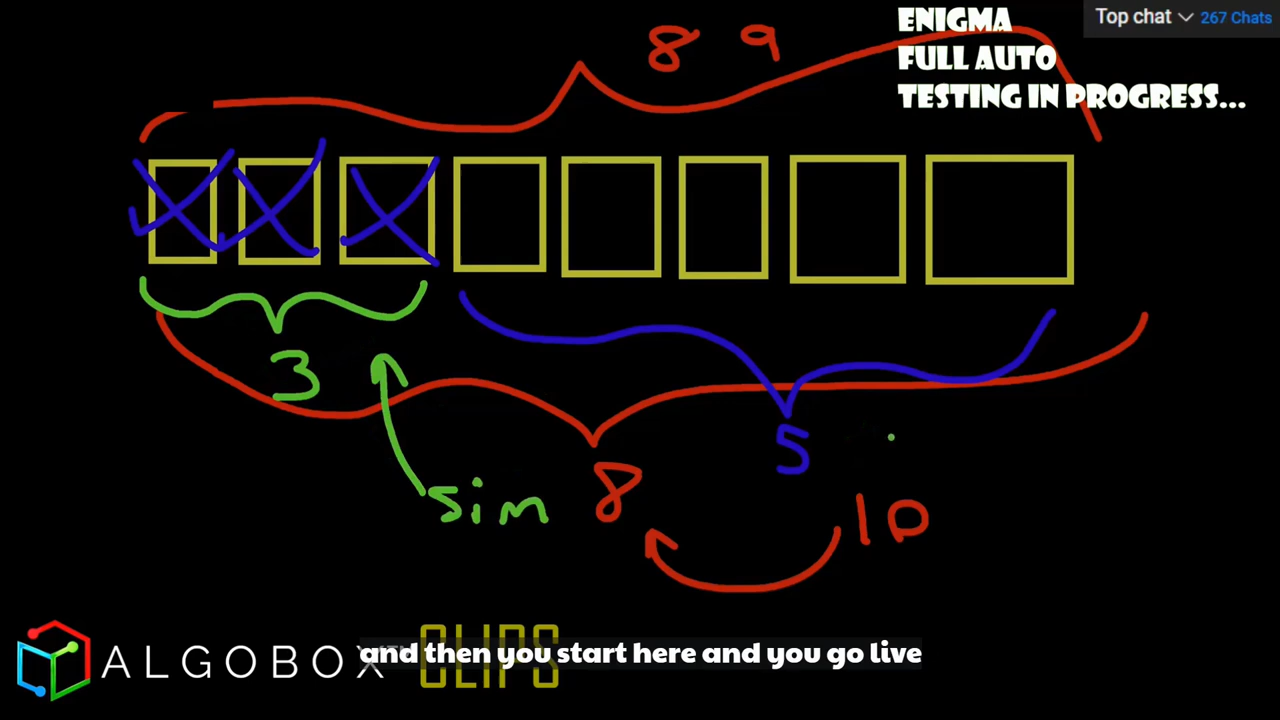 Top chat 267 Chats
ENIGMA
FULL AUTO
TESTING IN PROGRESS...
8 9
3
5
sim
8
10
ALGOBOX CLIPS
and then you start here and you go live